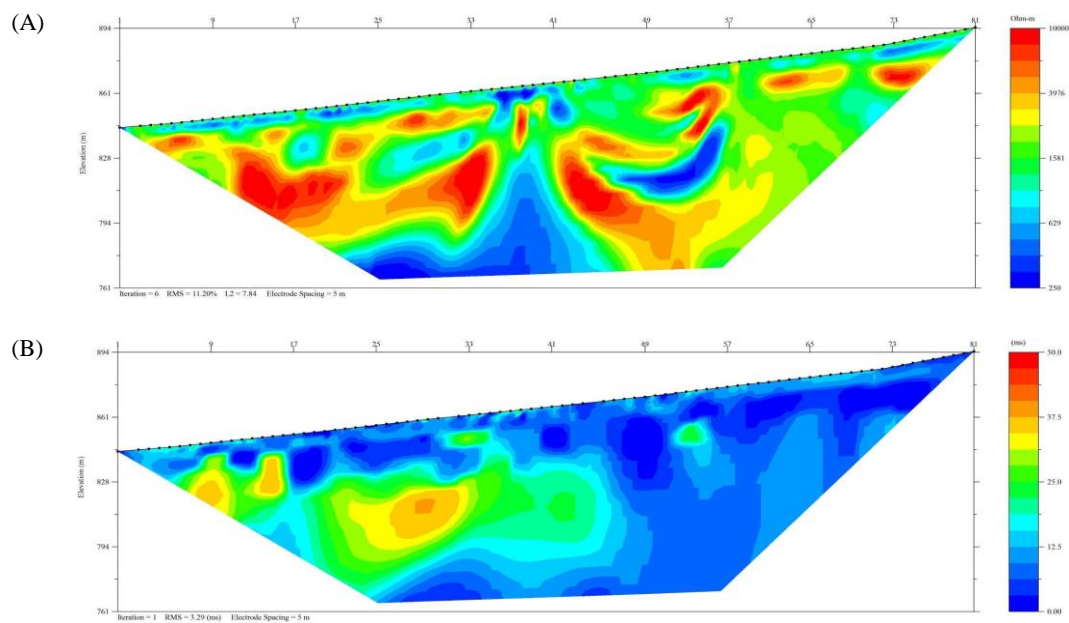 (A)
1 9 17 25 33 41 49 57 65 73 81
Ohm-m
894
861
828
794
761
Elevation (m)
10000
3976
1581
629
250
Iteration = 6 RMS = 11.20% L2 = 7.84 Electrode Spacing = 5 m
(B)
1 9 17 25 33 41 49 57 65 73 81
(ms)
894
861
828
794
761
Elevation (m)
50.0
37.5
25.0
12.5
0.00
Iteration = 1 RMS = 3.29 (ms) Electrode Spacing = 5 m